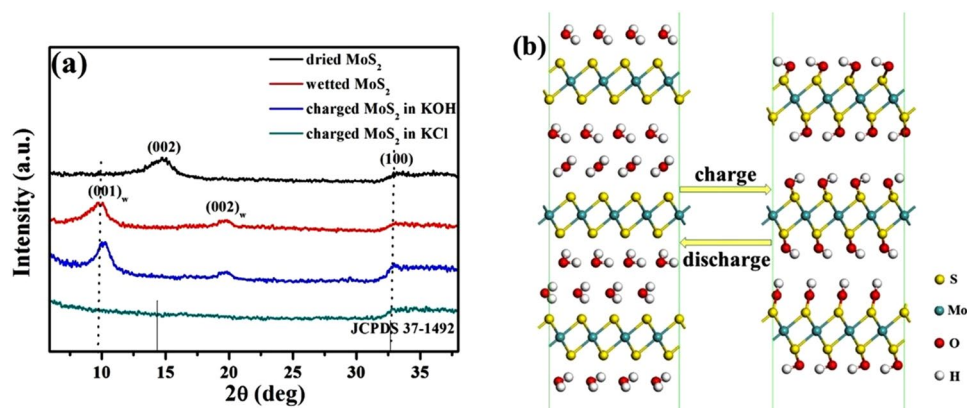 (a)
dried MoS₂
wetted MoS₂
charged MoS₂ in KOH
charged MoS₂ in KCl
(002)
(100)
(001)w
(002)w
JCPDS 37-1492
Intensity (a.u.)
10 15 20 25 30 35
2θ (deg)
(b)
charge
discharge
S
Mo
O
H